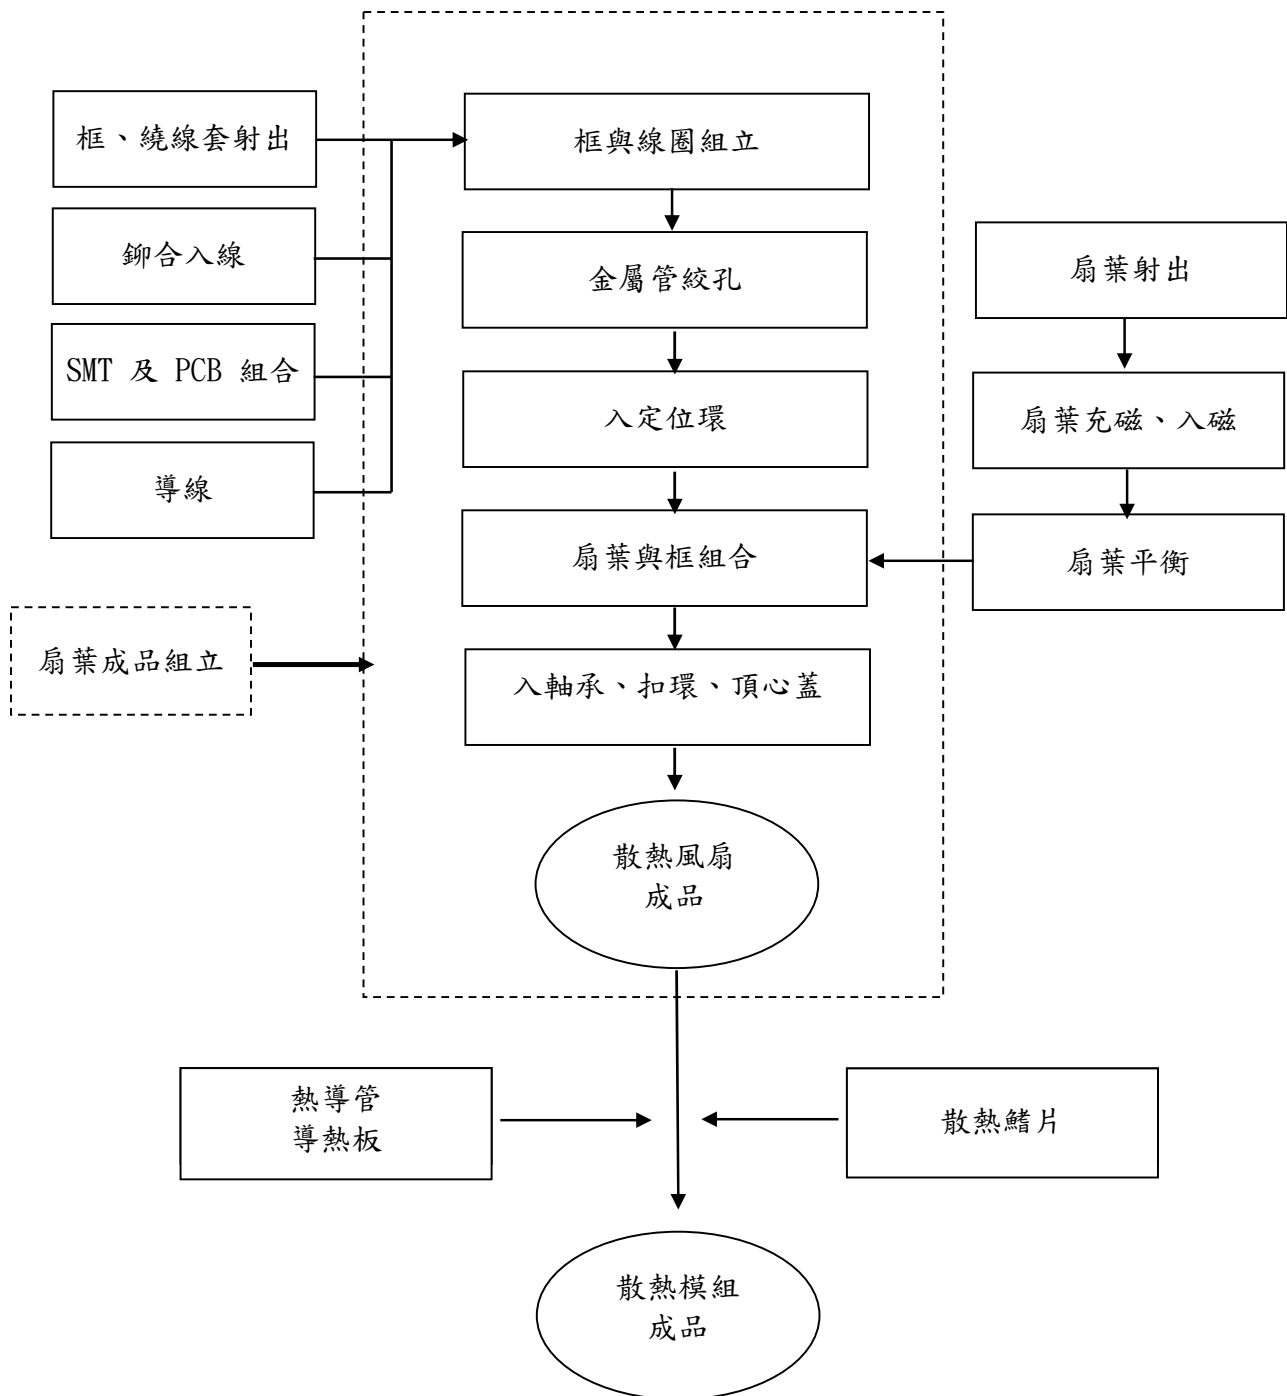 框、繞線套射出
框與線圈組立
鉚合入線
金屬管絞孔
扇葉射出
SMT 及 PCB 組合
入定位環
扇葉充磁、入磁
導線
扇葉與框組合
扇葉平衡
扇葉成品組立
入軸承、扣環、頂心蓋
散熱風扇
成品
熱導管
導熱板
散熱鰭片
散熱模組
成品